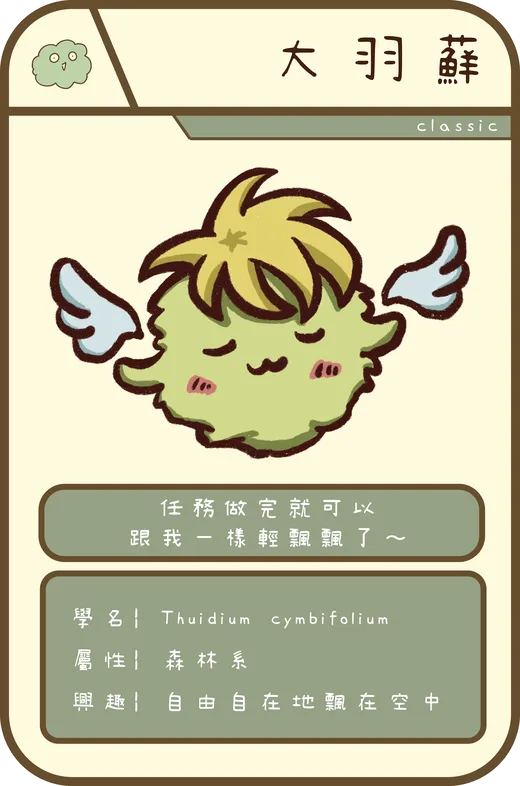 大羽蘇
classic
任務做完就可以
跟我一樣輕飄飄了～
學名| Thuidium cymbifolium
屬性| 森林系
興趣| 自由自在地飄在空中